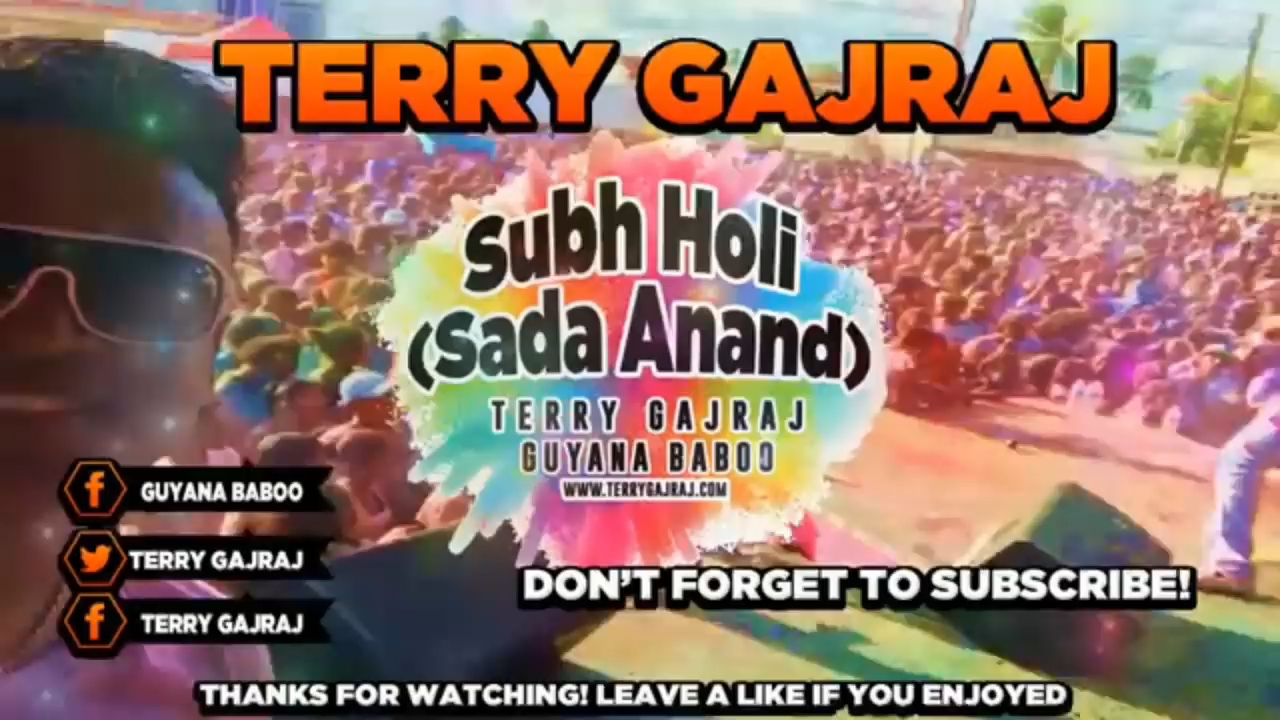 TERRY GAJRAJ
Subh Holi
(Sada Anand)
TERRY GAJRAJ
GUYANA BABOO
WWW.TERRYGAJRAJ.COM
GUYANA BABOO
TERRY GAJRAJ
TERRY GAJRAJ
DON'T FORGET TO SUBSCRIBE!
THANKS FOR WATCHING! LEAVE A LIKE IF YOU ENJOYED